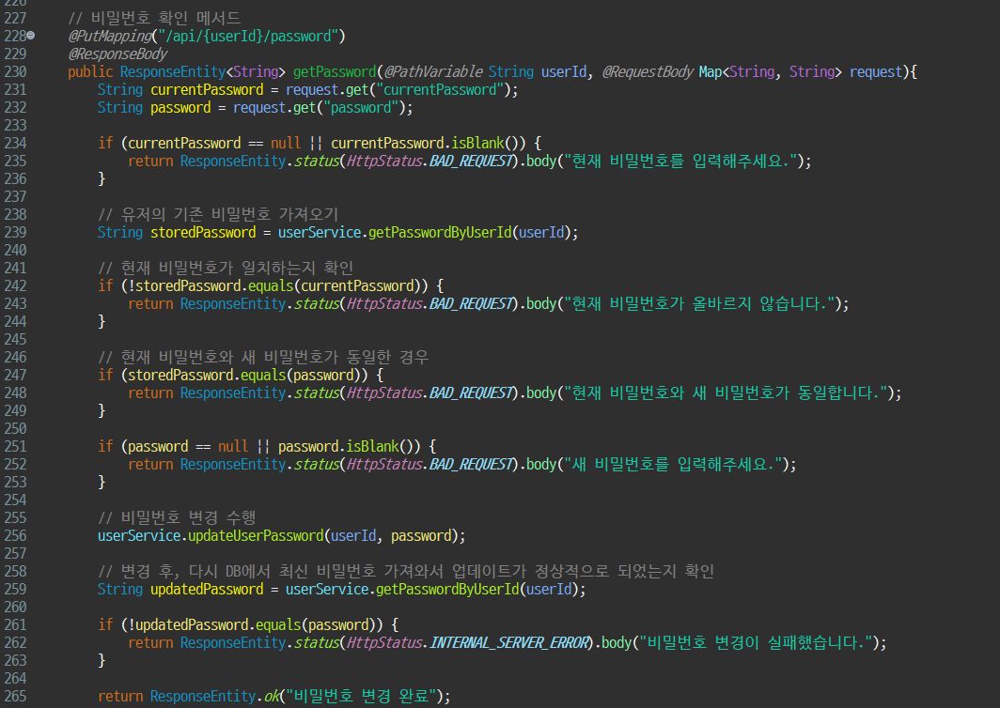 226
227 // 비밀번호 확인 메서드
228 @PutMapping("/api/{userId}/password")
229 @ResponseBody
230 public ResponseEntity<String> getPassword(@PathVariable String userId, @RequestBody Map<String, String> request){
231 String currentPassword = request.get("currentPassword");
232 String password = request.get("password");
233
234 if (currentPassword == null || currentPassword.isBlank()) {
235 return ResponseEntity.status(HttpStatus.BAD_REQUEST).body("현재 비밀번호를 입력해주세요.");
236 }
237
238 // 유저의 기존 비밀번호 가져오기
239 String storedPassword = userService.getPasswordByUserId(userId);
240
241 // 현재 비밀번호가 일치하는지 확인
242 if (!storedPassword.equals(currentPassword)) {
243 return ResponseEntity.status(HttpStatus.BAD_REQUEST).body("현재 비밀번호가 올바르지 않습니다.");
244 }
245
246 // 현재 비밀번호와 새 비밀번호가 동일한 경우
247 if (storedPassword.equals(password)) {
248 return ResponseEntity.status(HttpStatus.BAD_REQUEST).body("현재 비밀번호와 새 비밀번호가 동일합니다.");
249 }
250
251 if (password == null || password.isBlank()) {
252 return ResponseEntity.status(HttpStatus.BAD_REQUEST).body("새 비밀번호를 입력해주세요.");
253 }
254
255 // 비밀번호 변경 수행
256 userService.updateUserPassword(userId, password);
257
258 // 변경 후, 다시 DB에서 최신 비밀번호 가져와서 업데이트가 정상적으로 되었는지 확인
259 String updatedPassword = userService.getPasswordByUserId(userId);
260
261 if (!updatedPassword.equals(password)) {
262 return ResponseEntity.status(HttpStatus.INTERNAL_SERVER_ERROR).body("비밀번호 변경이 실패했습니다.");
263 }
264
265 return ResponseEntity.ok("비밀번호 변경 완료");